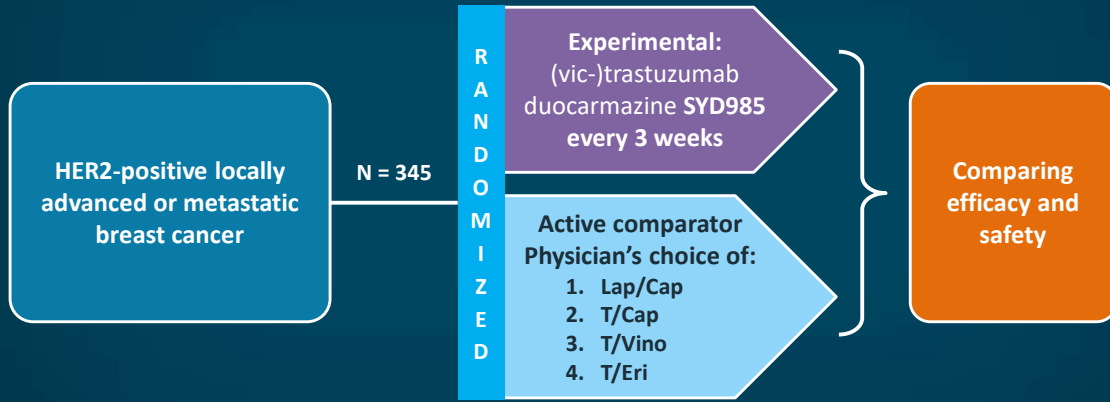 HER2-positive locally
advanced or metastatic
breast cancer
N = 345
RANDOMIZED
Experimental:
(vic-)trastuzumab
duocarmazine SYD985
every 3 weeks
Active comparator
Physician's choice of:
1. Lap/Cap
2. T/Cap
3. T/Vino
4. T/Eri
Comparing
efficacy and
safety